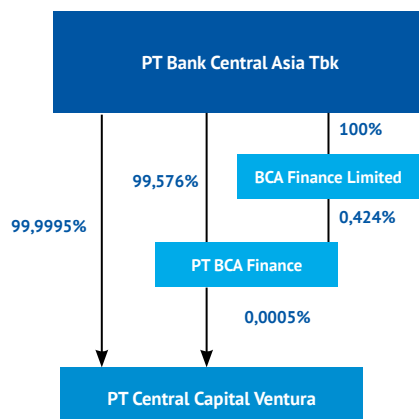 PT Bank Central Asia Tbk
100%
99,576%
BCA Finance Limited
99,9995%
0,424%
PT BCA Finance
0,0005%
PT Central Capital Ventura